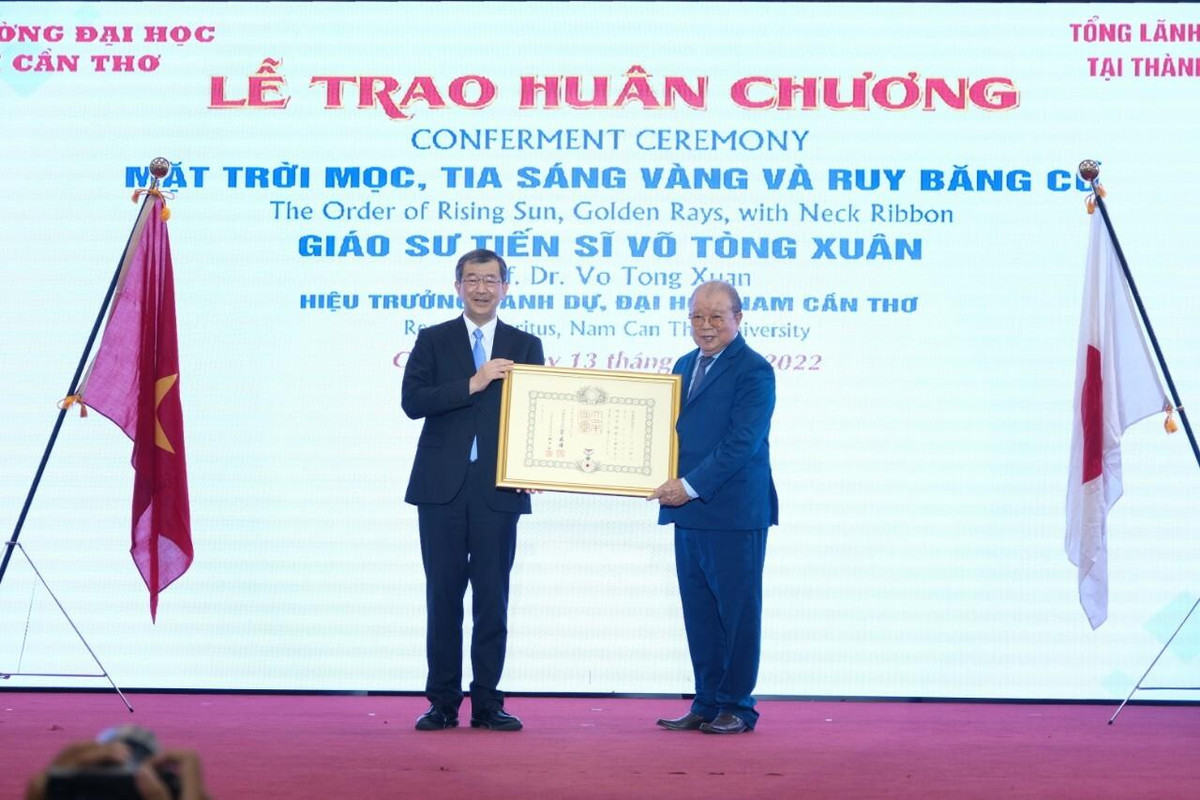 ĐẠI HỌC
CẦN THƠ
TỔNG LÃNH
TẠI THÀNH
LỄ TRAO HUÂN CHƯƠNG
CONFERMENT CEREMONY
MẶT TRỜI MỌC, TIA SÁNG VÀNG VÀ RUY BĂNG
The Order of Rising Sun, Golden Rays, with Neck Ribbon
GIÁO SƯ TIẾN SĨ VÕ TÒNG XUÂN
Dr. Vo Tong Xuan
HIỆU TRƯỞNG DANH DỰ, ĐẠI HỌC NAM CẦN THƠ
Nam Can Tho University
13 tháng 2022